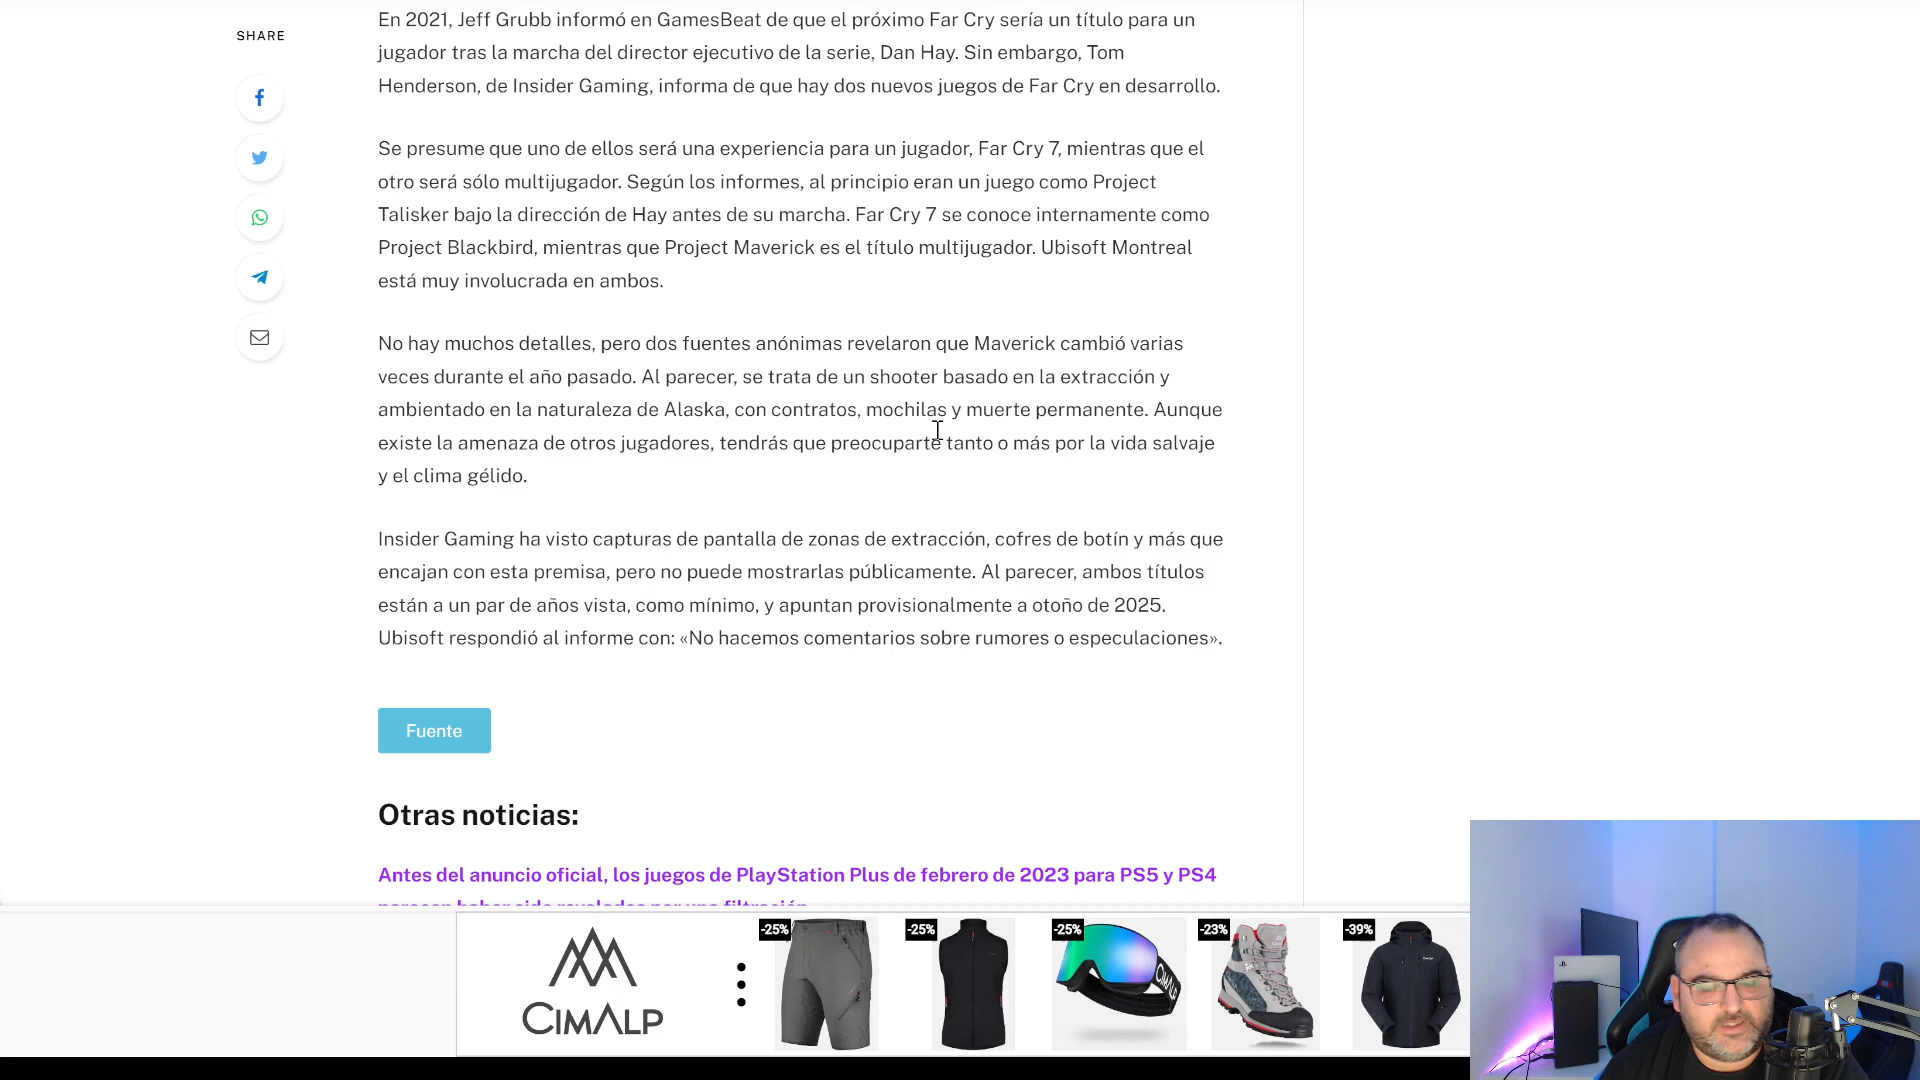 SHARE
En 2021, Jeff Grubb informó en GamesBeat de que el próximo Far Cry sería un título para un
jugador tras la marcha del director ejecutivo de la serie, Dan Hay. Sin embargo, Tom
Henderson, de Insider Gaming, informa de que hay dos nuevos juegos de Far Cry en desarrollo.
Se presume que uno de ellos será una experiencia para un jugador, Far Cry 7, mientras que el
otro será sólo multijugador. Según los informes, al principio eran un juego como Project
Talisker bajo la dirección de Hay antes de su marcha. Far Cry 7 se conoce internamente como
Project Blackbird, mientras que Project Maverick es el título multijugador. Ubisoft Montreal
está muy involucrada en ambos.
No hay muchos detalles, pero dos fuentes anónimas revelaron que Maverick cambió varias
veces durante el año pasado. Al parecer, se trata de un shooter basado en la extracción y
ambientado en la naturaleza de Alaska, con contratos, mochilas y muerte permanente. Aunque
existe la amenaza de otros jugadores, tendrás que preocuparte tanto o más por la vida salvaje
y el clima gélido.
Insider Gaming ha visto capturas de pantalla de zonas de extracción, cofres de botín y más que
encajan con esta premisa, pero no puede mostrarlas públicamente. Al parecer, ambos títulos
están a un par de años vista, como mínimo, y apuntan provisionalmente a otoño de 2025.
Ubisoft respondió al informe con: «No hacemos comentarios sobre rumores o especulaciones».
Fuente
Otras noticias:
Antes del anuncio oficial, los juegos de PlayStation Plus de febrero de 2023 para PS5 y PS4
parecen haber sido revelados por una filtración
CIMALP
-25%
-25%
-25%
-23%
-39%